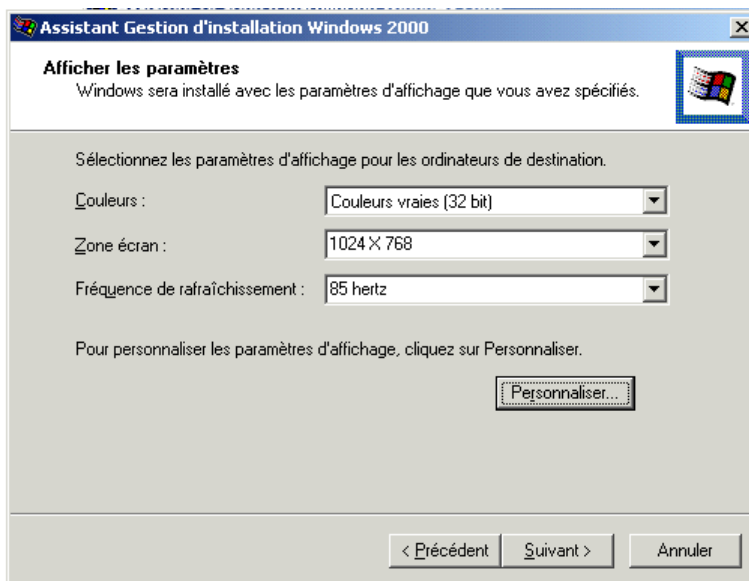 Assistant Gestion d'installation Windows 2000
Afficher les paramètres
Windows sera installé avec les paramètres d'affichage que vous avez spécifiés.
Sélectionnez les paramètres d'affichage pour les ordinateurs de destination.
Couleurs : Couleurs vraies (32 bit)
Zone écran : 1024 X 768
Fréquence de rafraîchissement : 85 hertz
Pour personnaliser les paramètres d'affichage, cliquez sur Personnaliser.
Personnaliser...
< Précédent Suivant > Annuler